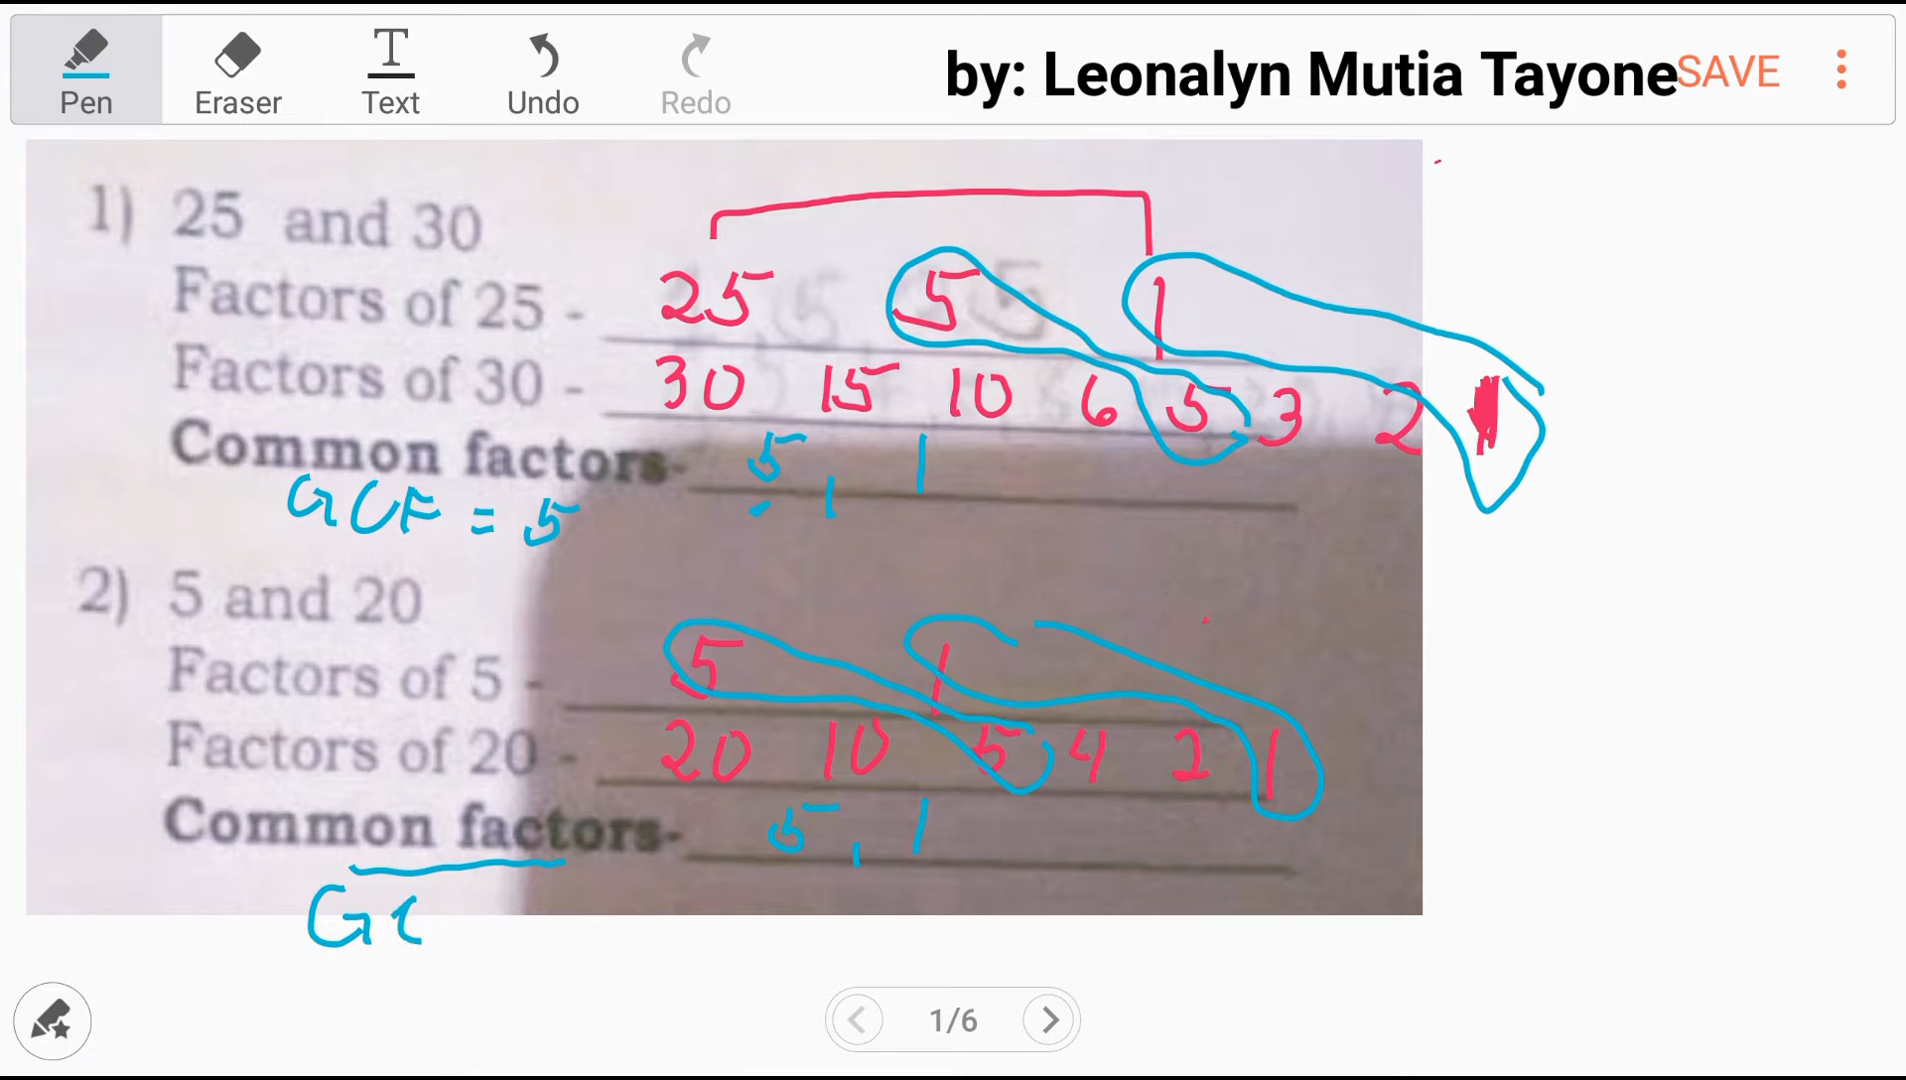 Pen Eraser Text Undo Redo by: Leonalyn Mutia Tayone SAVE
1) 25 and 30
Factors of 25 - 25 5 1
Factors of 30 - 30 15 10 6 5 3 2 1
Common factors- 5, 1
GCF = 5
2) 5 and 20
Factors of 5 - 5 1
Factors of 20 - 20 10 5 4 2 1
Common factors- 5, 1
GC
1/6